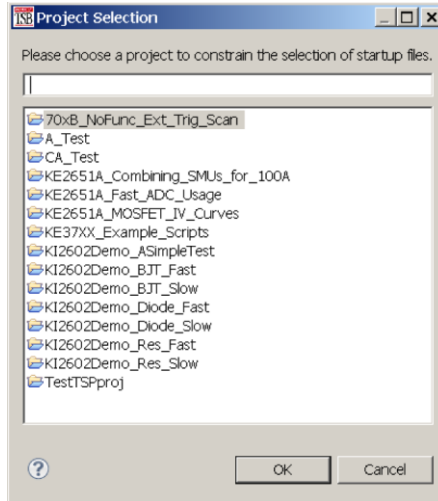 TSB Project Selection
Please choose a project to constrain the selection of startup files.
70xB_NoFunc_Ext_Trig_Scan
A_Test
CA_Test
KE2651A_Combining_SMUs_for_100A
KE2651A_Fast_ADC_Usage
KE2651A_MOSFET_IV_Curves
KE37XX_Example_Scripts
KI2602Demo_ASimpleTest
KI2602Demo_BJT_Fast
KI2602Demo_BJT_Slow
KI2602Demo_Diode_Fast
KI2602Demo_Diode_Slow
KI2602Demo_Res_Fast
KI2602Demo_Res_Slow
TestTSPproj
? OK Cancel